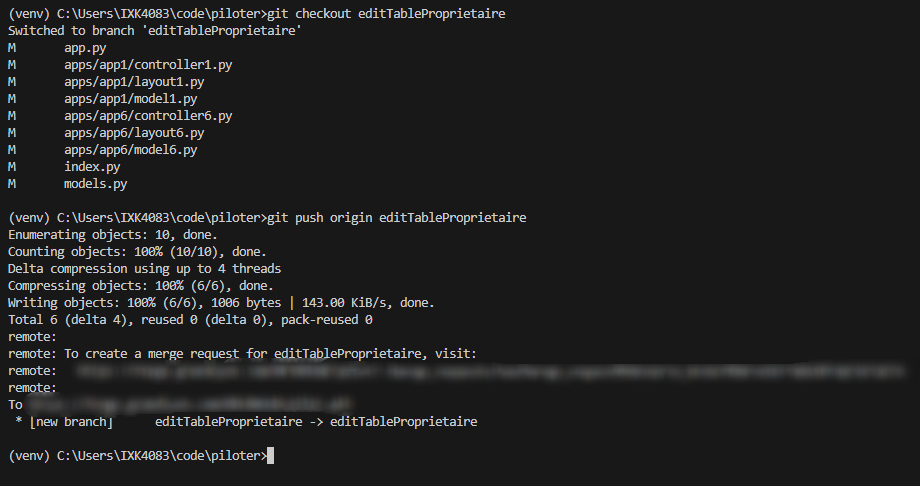 (venv) C:\Users\IXK4083\code\piloter>git checkout editTableProprietaire
Switched to branch 'editTableProprietaire'
M       app.py
M       apps/app1/controller1.py
M       apps/app1/layout1.py
M       apps/app1/model1.py
M       apps/app6/controller6.py
M       apps/app6/layout6.py
M       apps/app6/model6.py
M       index.py
M       models.py
(venv) C:\Users\IXK4083\code\piloter>git push origin editTableProprietaire
Enumerating objects: 10, done.
Counting objects: 100% (10/10), done.
Delta compression using up to 4 threads
Compressing objects: 100% (6/6), done.
Writing objects: 100% (6/6), 1006 bytes | 143.00 KiB/s, done.
Total 6 (delta 4), reused 0 (delta 0), pack-reused 0
remote:
remote: To create a merge request for editTableProprietaire, visit:
remote:
remote:
To
 * [new branch]      editTableProprietaire -> editTableProprietaire
(venv) C:\Users\IXK4083\code\piloter>